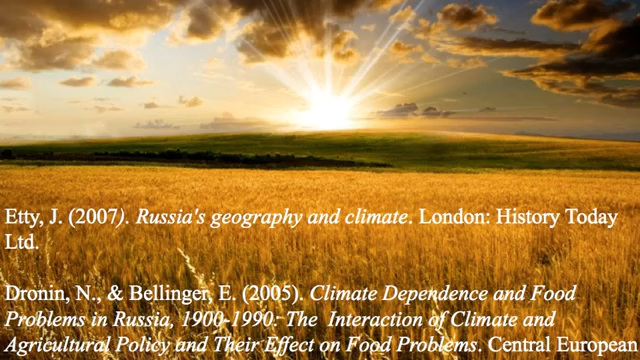 Etty, J. (2007). Russia's geography and climate. London: History Today
Ltd.
Dronin, N., & Bellinger, E. (2005). Climate Dependence and Food
Problems in Russia, 1900-1990: The Interaction of Climate and
Agricultural Policy and Their Effect on Food Problems. Central European